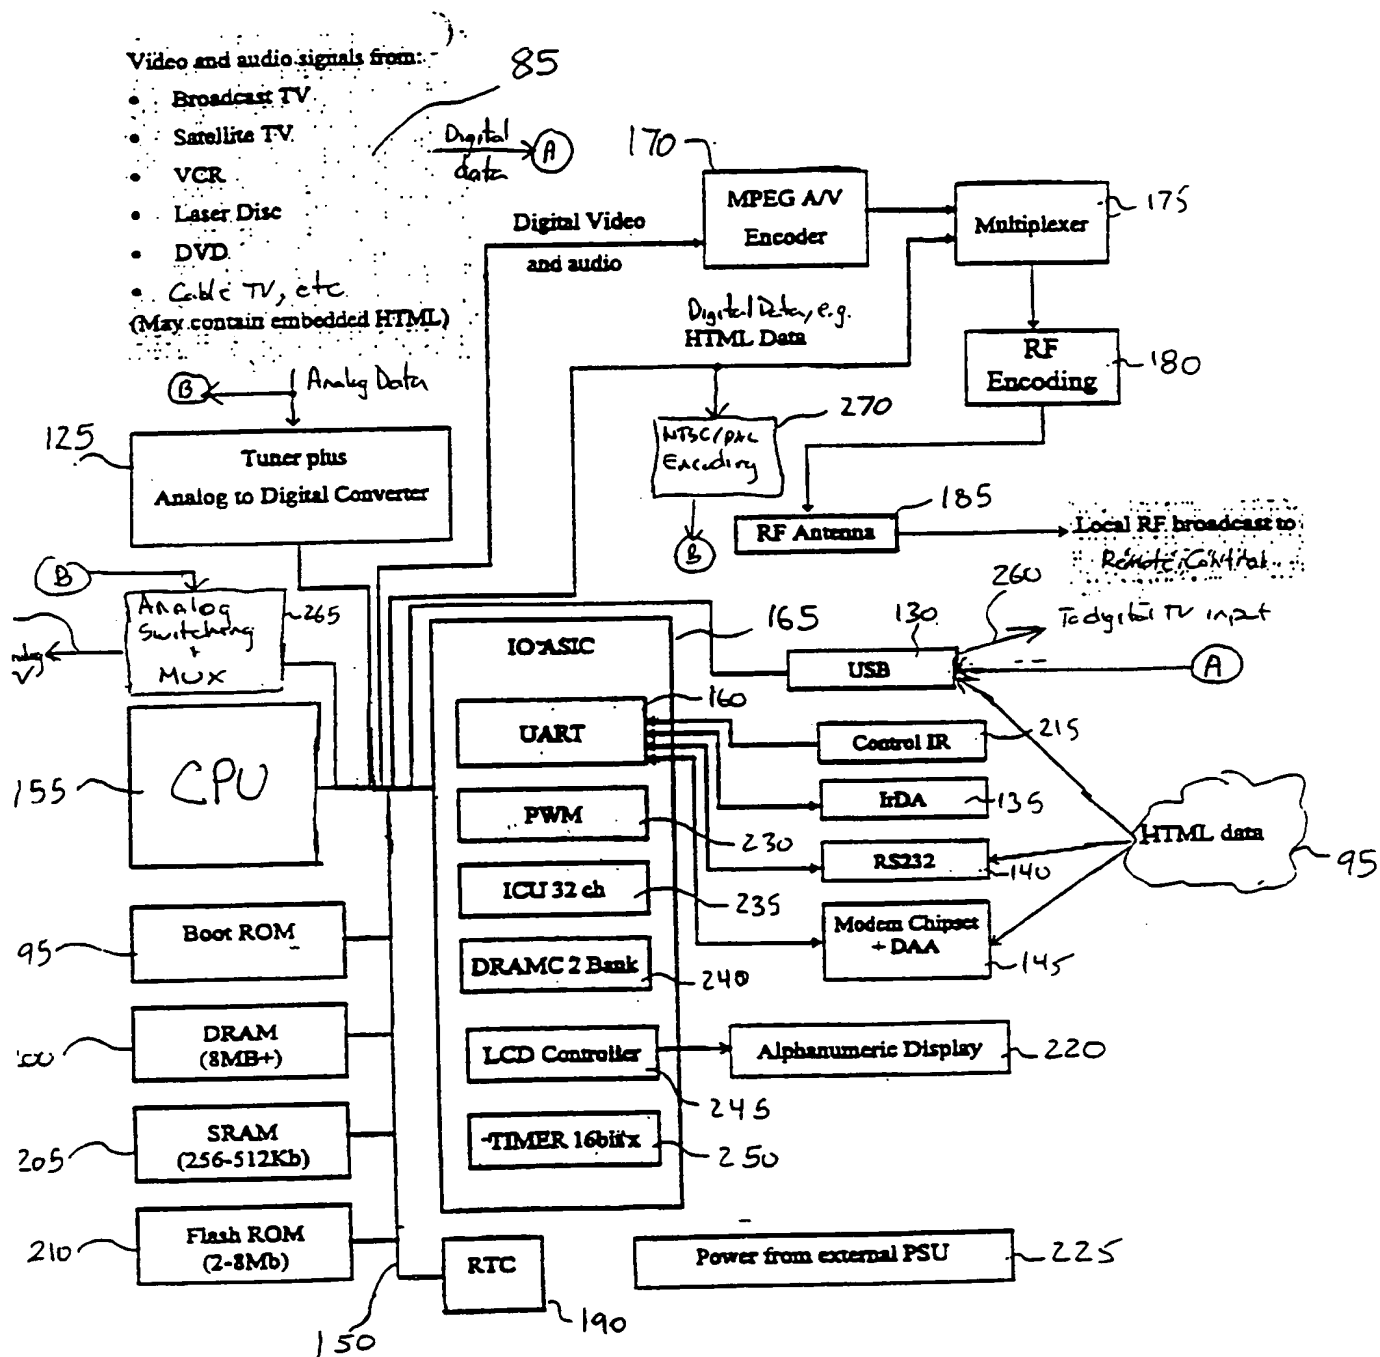 Video and audio signals from:
85
• Broadcast TV
• Satellite TV
• VCR
• Laser Disc
• DVD
• Cable TV, etc
(May contain embedded HTML)
Digital
data
A
170
MPEG A/V
Encoder
Multiplexer
175
Digital Video
and audio
Digital Data, e.g.
HTML Data
RF
Encoding
180
B
Analog Data
270
NTSC/PAL
Encoding
125
Tuner plus
Analog to Digital Converter
185
RF Antenna
Local RF broadcast to
Remote Control
B
B
Analog
Switching
+
MUX
265
165
IO ASIC
130
USB
260
To digital TV input
A
160
UART
Control IR
215
155
CPU
IrDA
135
PWM
230
HTML data
95
RS232
140
ICU 32 ch
235
95
Boot ROM
Modem Chipset
+ DAA
145
DRAMC 2 Bank
240
00
DRAM
(8MB+)
LCD Controller
245
Alphanumeric Display
220
205
SRAM
(256-512Kb)
TIMER 16bit x
250
210
Flash ROM
(2-8Mb)
RTC
190
Power from external PSU
225
150